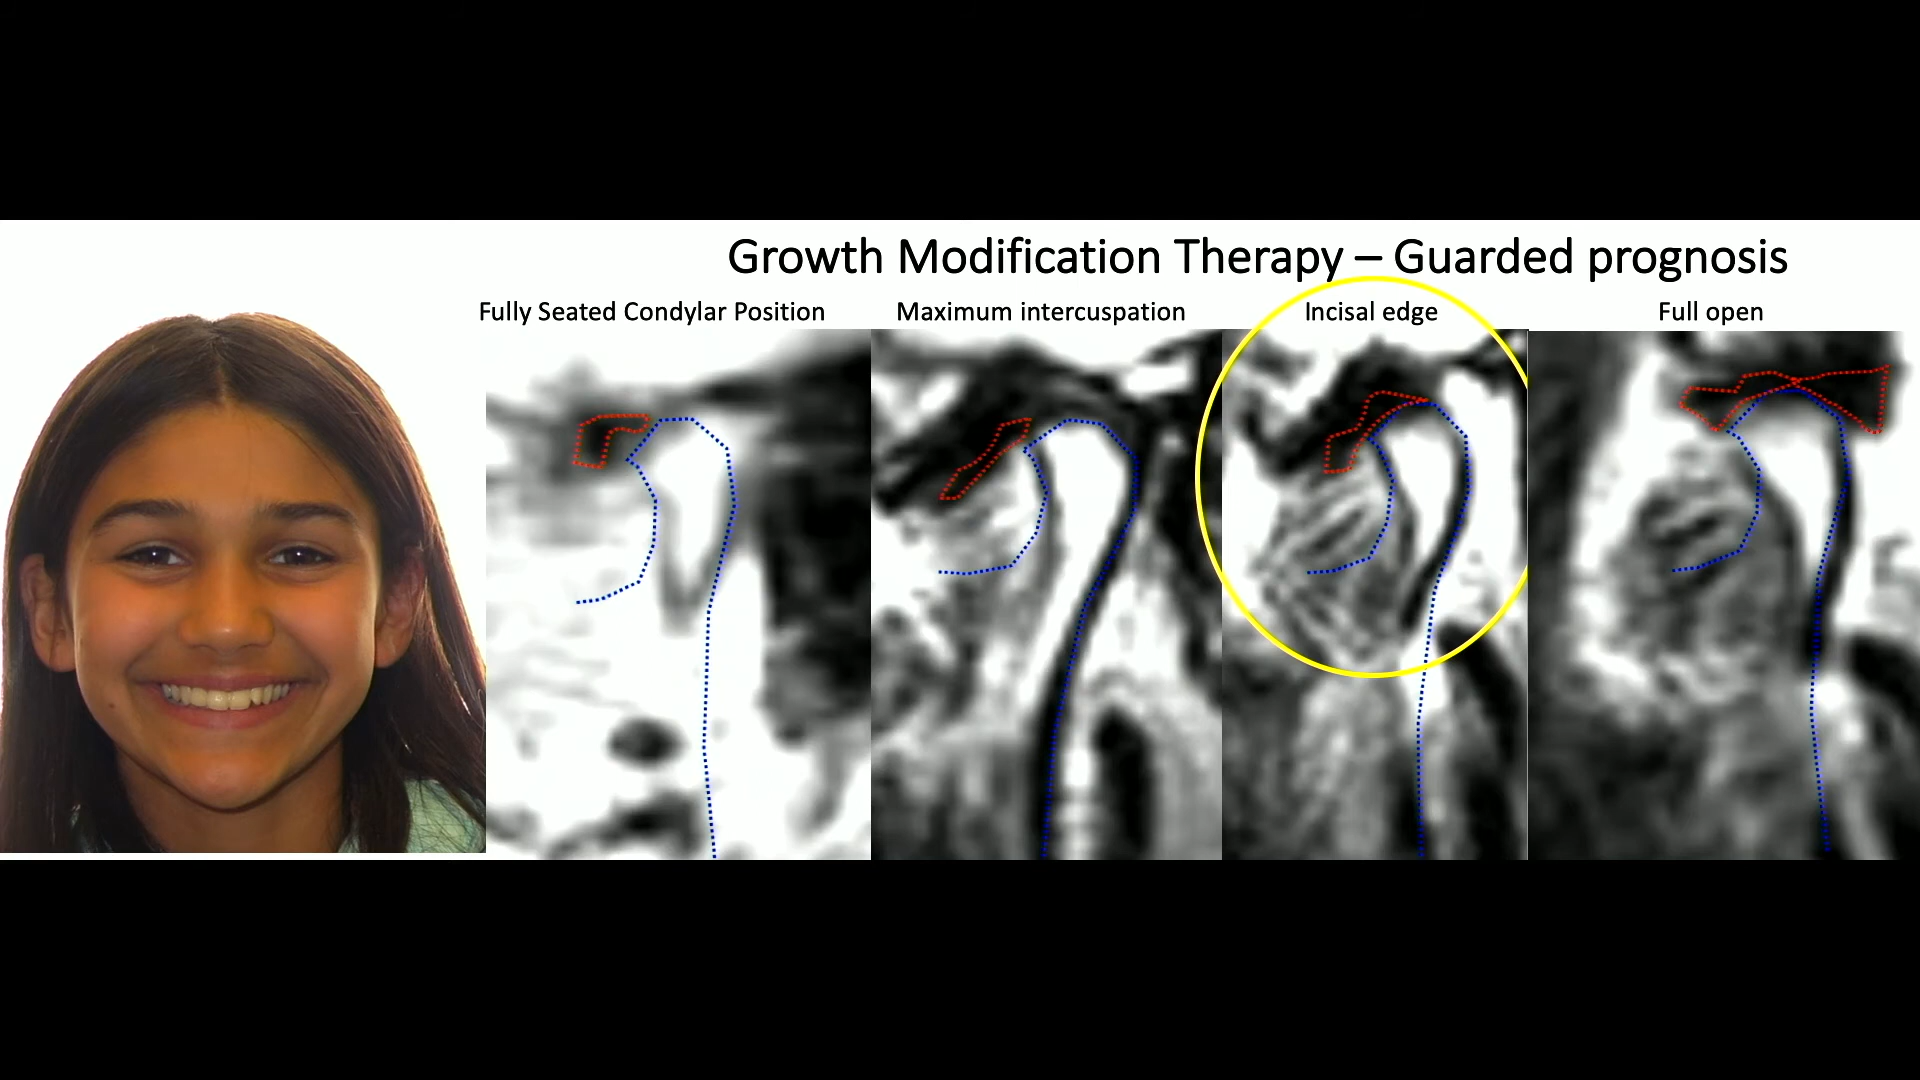 Growth Modification Therapy – Guarded prognosis
Fully Seated Condylar Position
Maximum intercuspation
Incisal edge
Full open